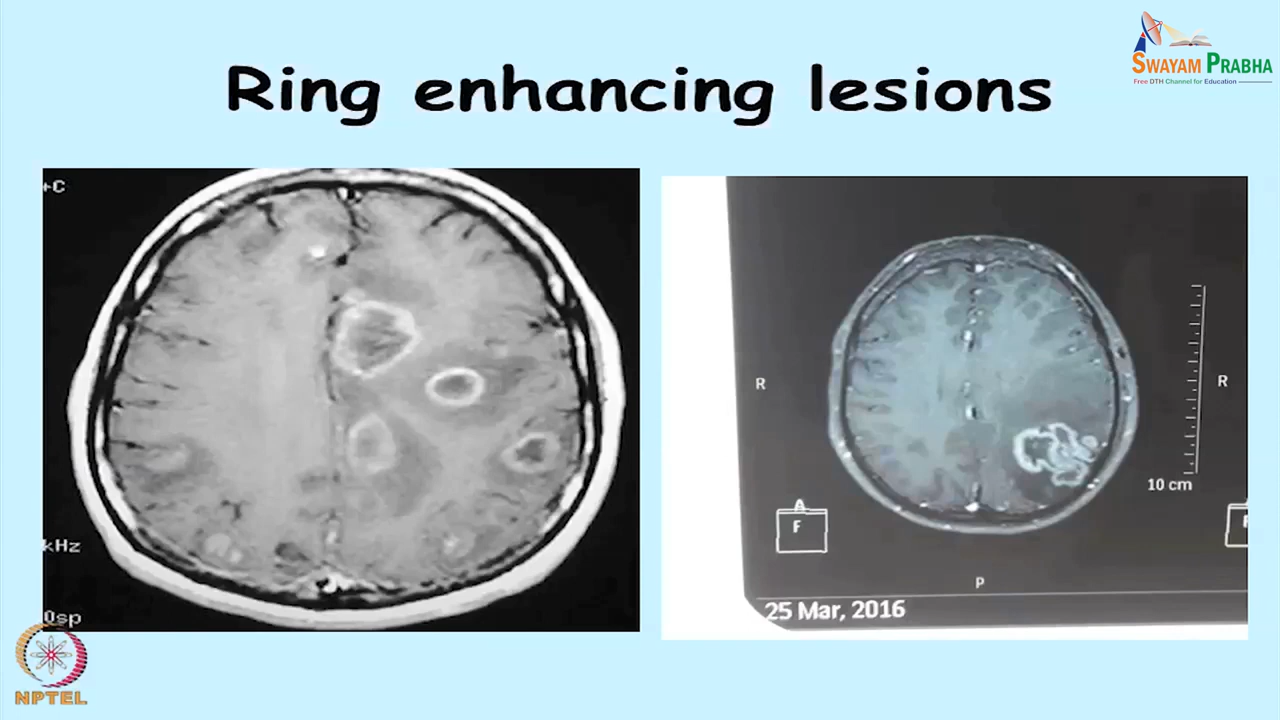 Ring enhancing lesions
SWAYAM PRABHA
Free DTH Channel for Education
+C
kHz
0sp
R
R
10 cm
A
F
P
25 Mar, 2016
NPTEL